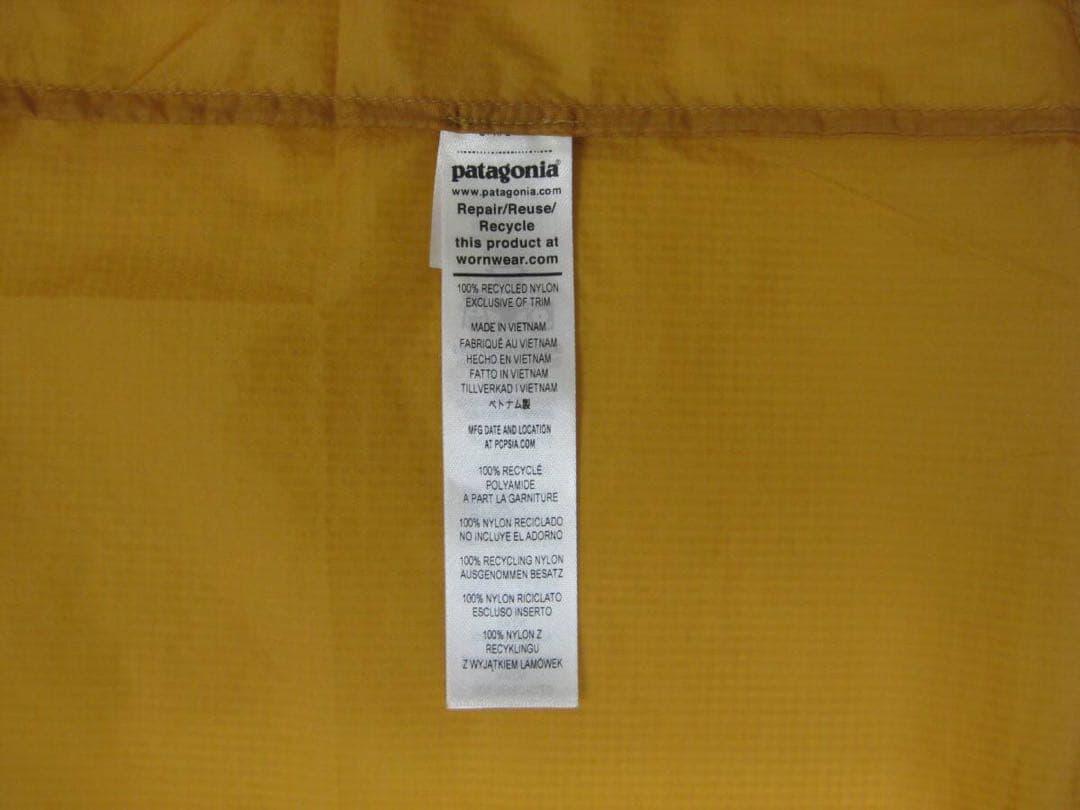 patagonia®
www.patagonia.com
Repair/Reuse/
Recycle
this product at
wornwear.com
100% RECYCLED NYLON
EXCLUSIVE OF TRIM
MADE IN VIETNAM
FABRIQUÉ AU VIETNAM
HECHO EN VIETNAM
FATTO IN VIETNAM
TILLVERKAD I VIETNAM
ベトナム製
MFG DATE AND LOCATION
AT PCPSIA.COM
100% RECYCLÉ
POLYAMIDE
A PART LA GARNITURE
100% NYLON RECICLADO
NO INCLUYE EL ADORNO
100% RECYCLING NYLON
AUSGENOMMEN BESATZ
100% NYLON RICICLATO
ESCLUSO INSERTO
100% NYLON Z
RECYKLINGU
Z WYJĄTKIEM LAMÓWEK